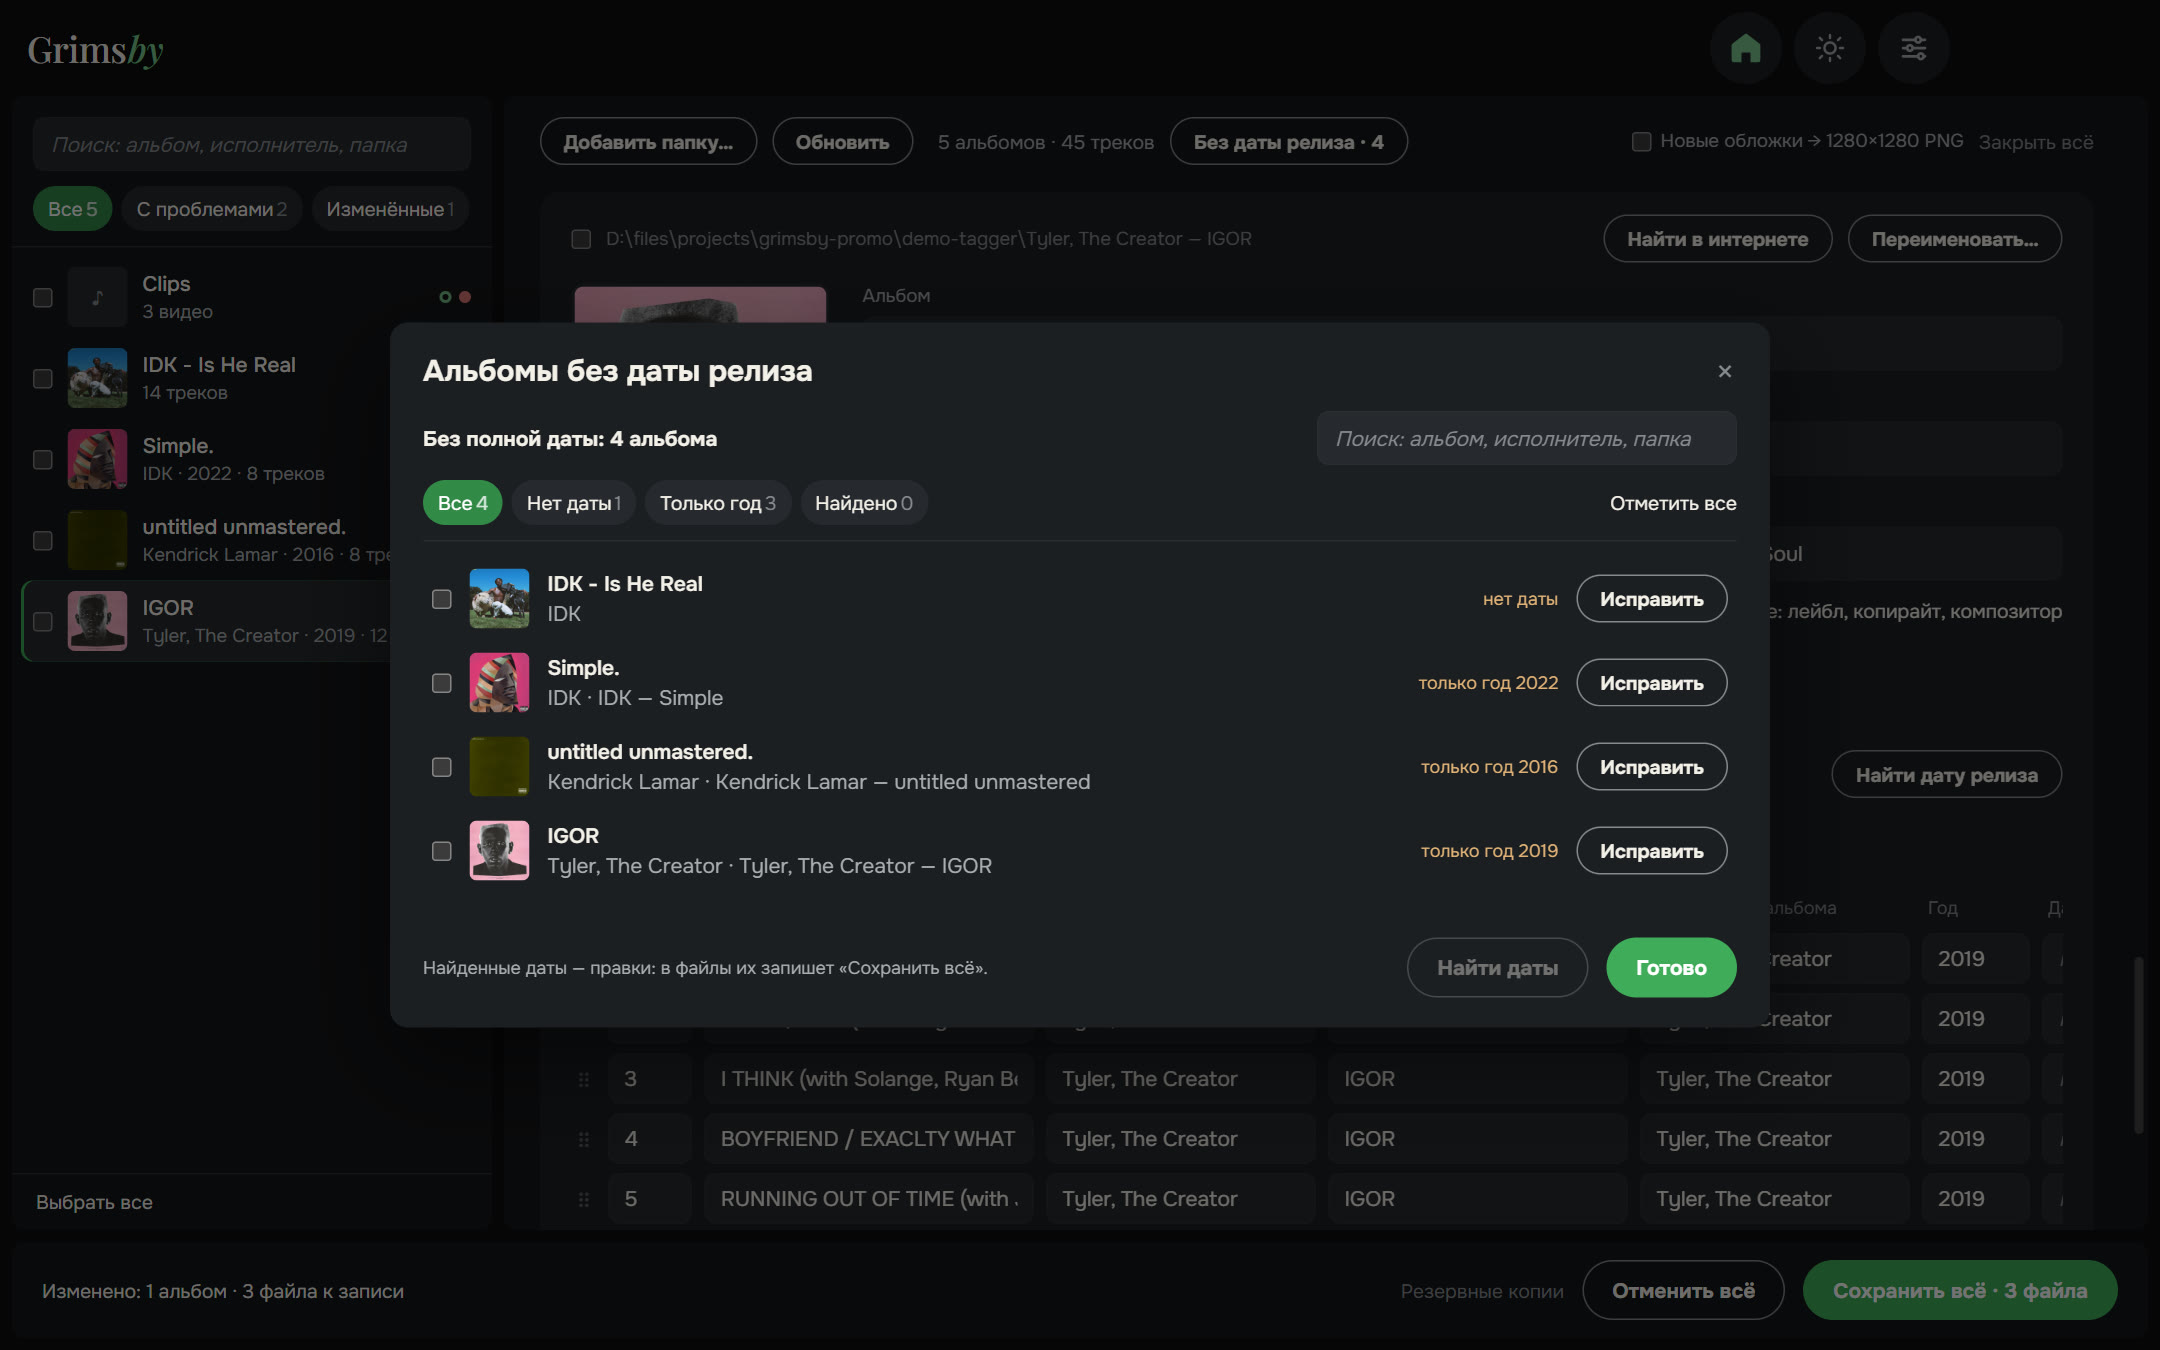 Grimsby
Поиск: альбом, исполнитель, папка
Все 5
С проблемами 2
Изменённые 1
Clips
3 видео
IDK - Is He Real
14 треков
Simple.
IDK · 2022 · 8 треков
untitled unmastered.
Kendrick Lamar · 2016 · 8 тре
IGOR
Tyler, The Creator · 2019 · 12
Выбрать все
Добавить папку...
Обновить
5 альбомов · 45 треков
Без даты релиза · 4
Новые обложки → 1280×1280 PNG
Закрыть всё
D:\files\projects\grimsby-promo\demo-tagger\Tyler, The Creator — IGOR
Найти в интернете
Переименовать...
Альбом
Soul
е: лейбл, копирайт, композитор
Найти дату релиза
Альбомы без даты релиза
×
Без полной даты: 4 альбома
Поиск: альбом, исполнитель, папка
Все 4
Нет даты 1
Только год 3
Найдено 0
Отметить все
IDK - Is He Real
IDK
нет даты
Исправить
Simple.
IDK · IDK — Simple
только год 2022
Исправить
untitled unmastered.
Kendrick Lamar · Kendrick Lamar — untitled unmastered
только год 2016
Исправить
IGOR
Tyler, The Creator · Tyler, The Creator — IGOR
только год 2019
Исправить
Найденные даты — правки: в файлы их запишет «Сохранить всё».
Найти даты
Готово
альбома
Год
Да
Creator
2019
Creator
2019
3
I THINK (with Solange, Ryan Be
Tyler, The Creator
IGOR
Tyler, The Creator
2019
4
BOYFRIEND / EXACLTY WHAT
Tyler, The Creator
IGOR
Tyler, The Creator
2019
5
RUNNING OUT OF TIME (with
Tyler, The Creator
IGOR
Tyler, The Creator
2019
Изменено: 1 альбом · 3 файла к записи
Резервные копии
Отменить всё
Сохранить всё · 3 файла